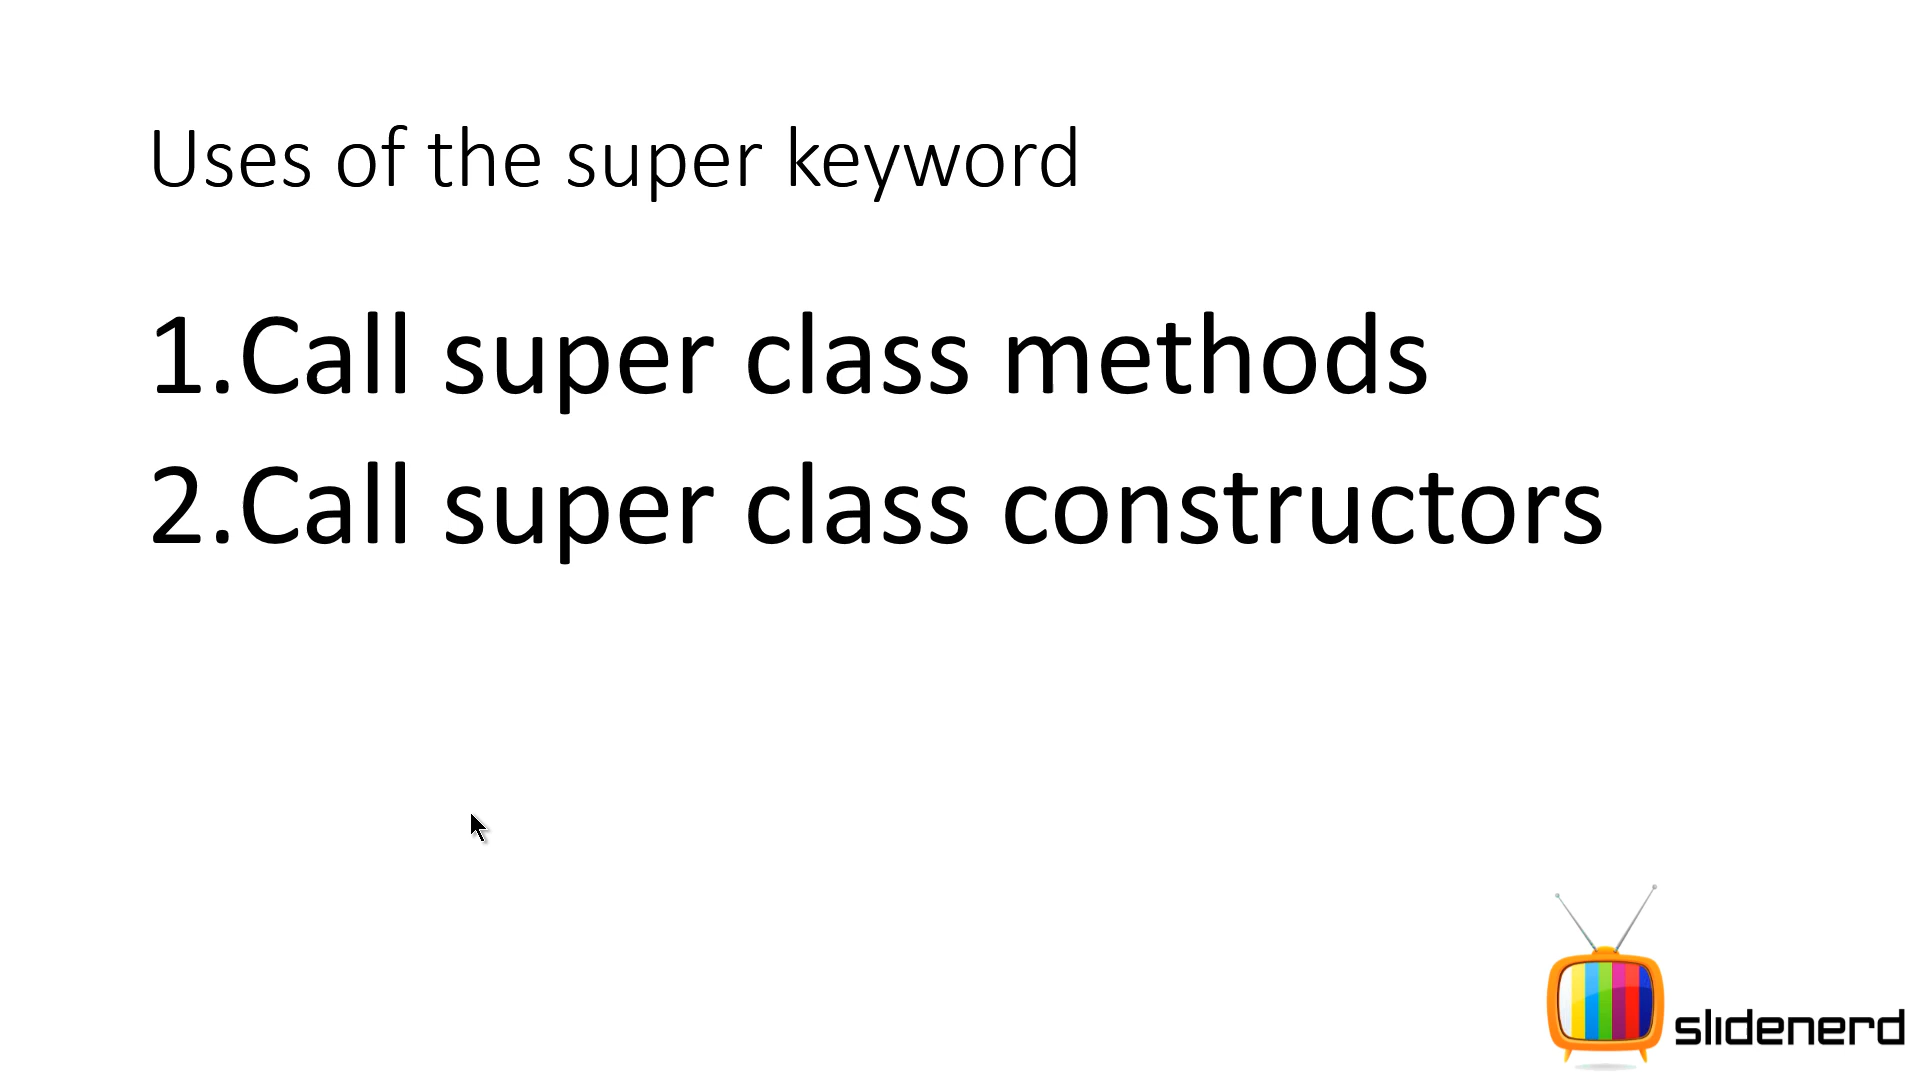 Uses of the super keyword
1.Call super class methods
2.Call super class constructors
slidenerd